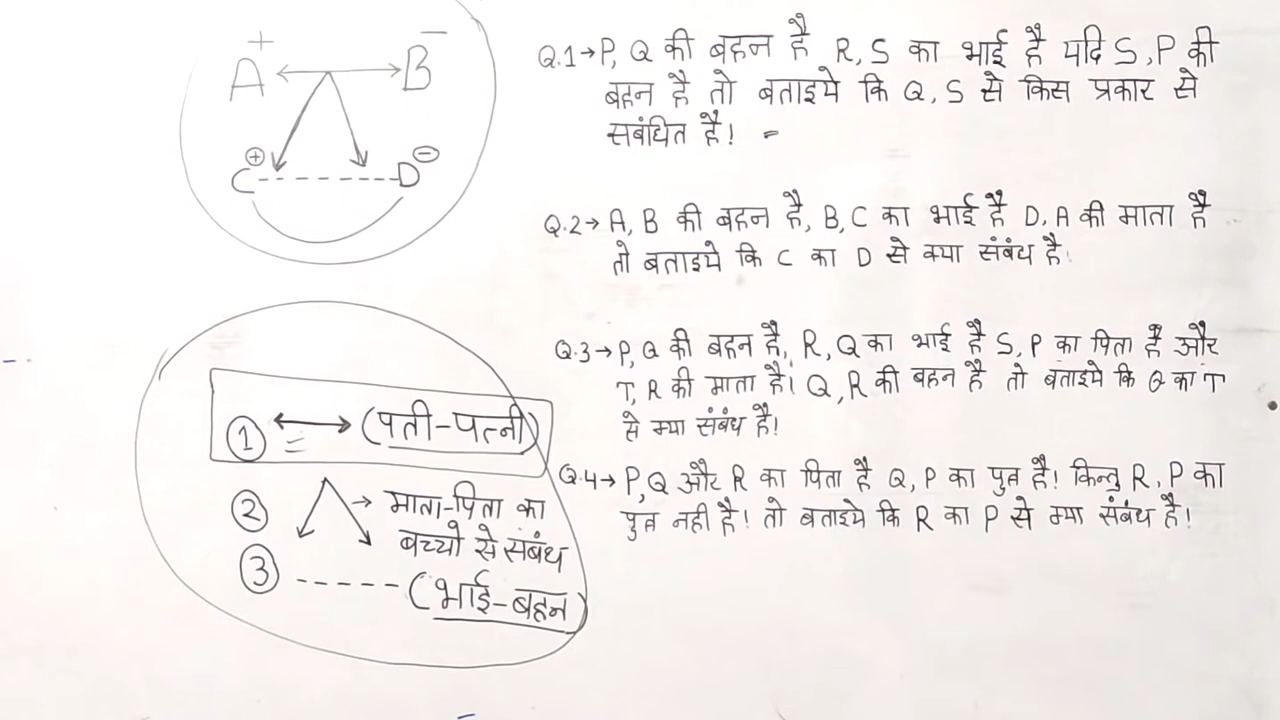 + −
A B
+ −
C D
① (पती-पत्नी)
② माता-पिता का
बच्चो से संबंध
③ (भाई-बहन)
Q.1→ P, Q की बहन है R, S का भाई है यदि S, P की
बहन है तो बताइये कि Q, S से किस प्रकार से
सबंधित है!
Q.2→ A, B की बहन है, B, C का भाई है D, A की माता है
तो बताइये कि C का D से क्या संबंध है!
Q.3→ P, Q की बहन है, R, Q का भाई है S, P का पिता है और
T, R की माता है! Q, R की बहन है तो बताइये कि Q का T
से क्या संबंध है!
Q.4→ P, Q और R का पिता है Q, P का पुत्र है! किन्तु R, P का
पुत्र नही है! तो बताइये कि R का P से क्या संबंध है!